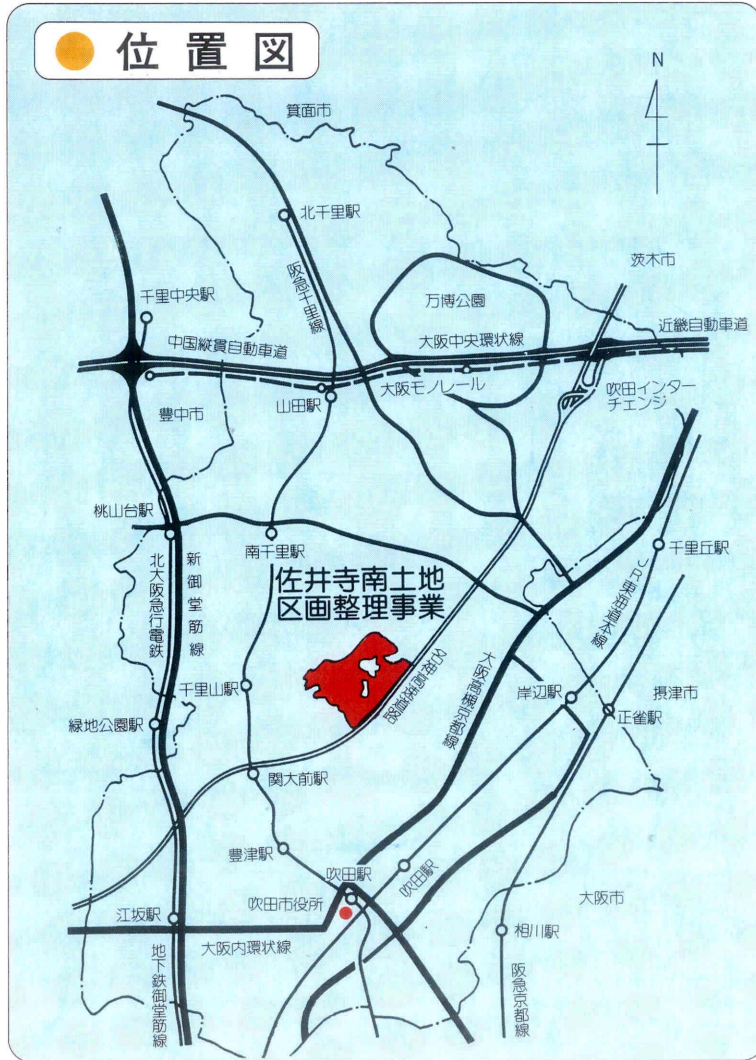 位置図
N
箕面市
北千里駅
阪急千里線
万博公園
茨木市
千里中央駅
中国縦貫自動車道
大阪中央環状線
近畿自動車道
大阪モノレール
山田駅
吹田インター
チェンジ
豊中市
桃山台駅
南千里駅
千里丘駅
新御堂筋線
北大阪急行電鉄
佐井寺南土地
区画整理事業
JR東海道本線
名神高速道路
大阪高槻京都線
千里山駅
岸辺駅
摂津市
正雀駅
緑地公園駅
関大前駅
豊津駅
吹田駅
吹田駅
吹田市役所
大阪市
江坂駅
大阪内環状線
相川駅
地下鉄御堂筋線
阪急京都線